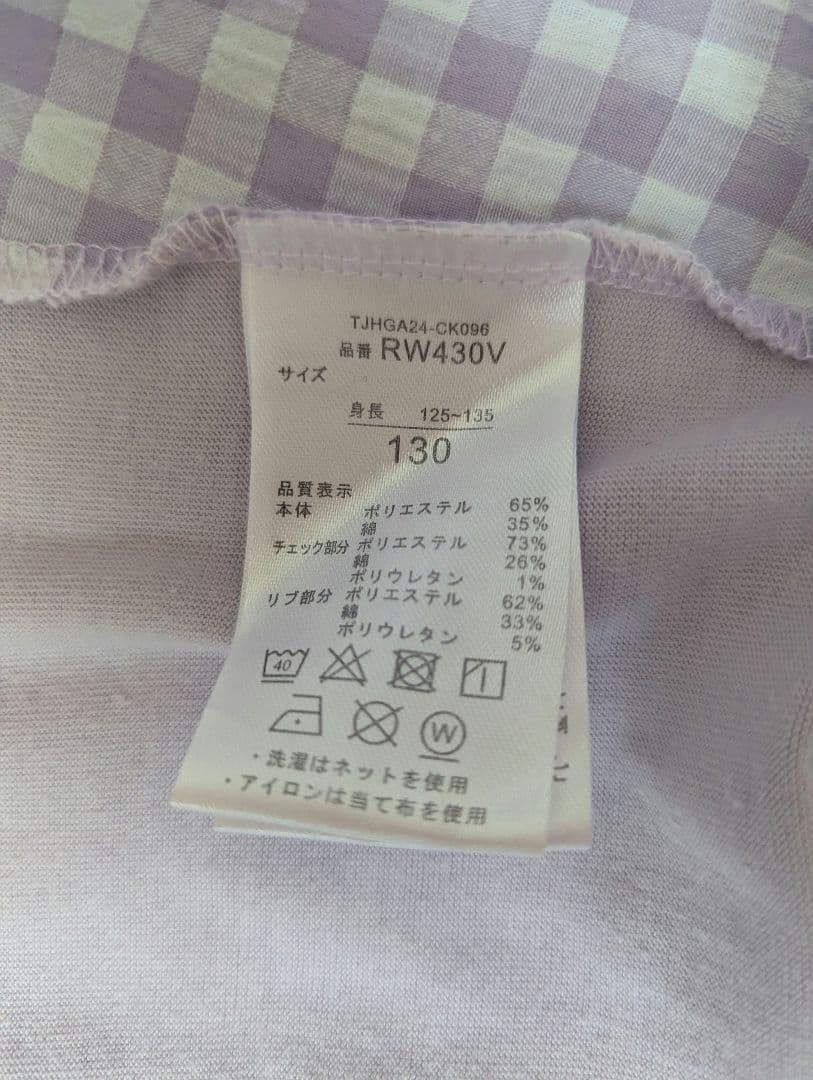 TJHGA24-CK096
品番 RW430V
サイズ
身長 125~135
130
品質表示
本体 ポリエステル 65%
綿 35%
チェック部分 ポリエステル 73%
綿 26%
ポリウレタン 1%
リブ部分 ポリエステル 62%
綿 33%
ポリウレタン 5%
40
W
・洗濯はネットを使用
・アイロンは当て布を使用